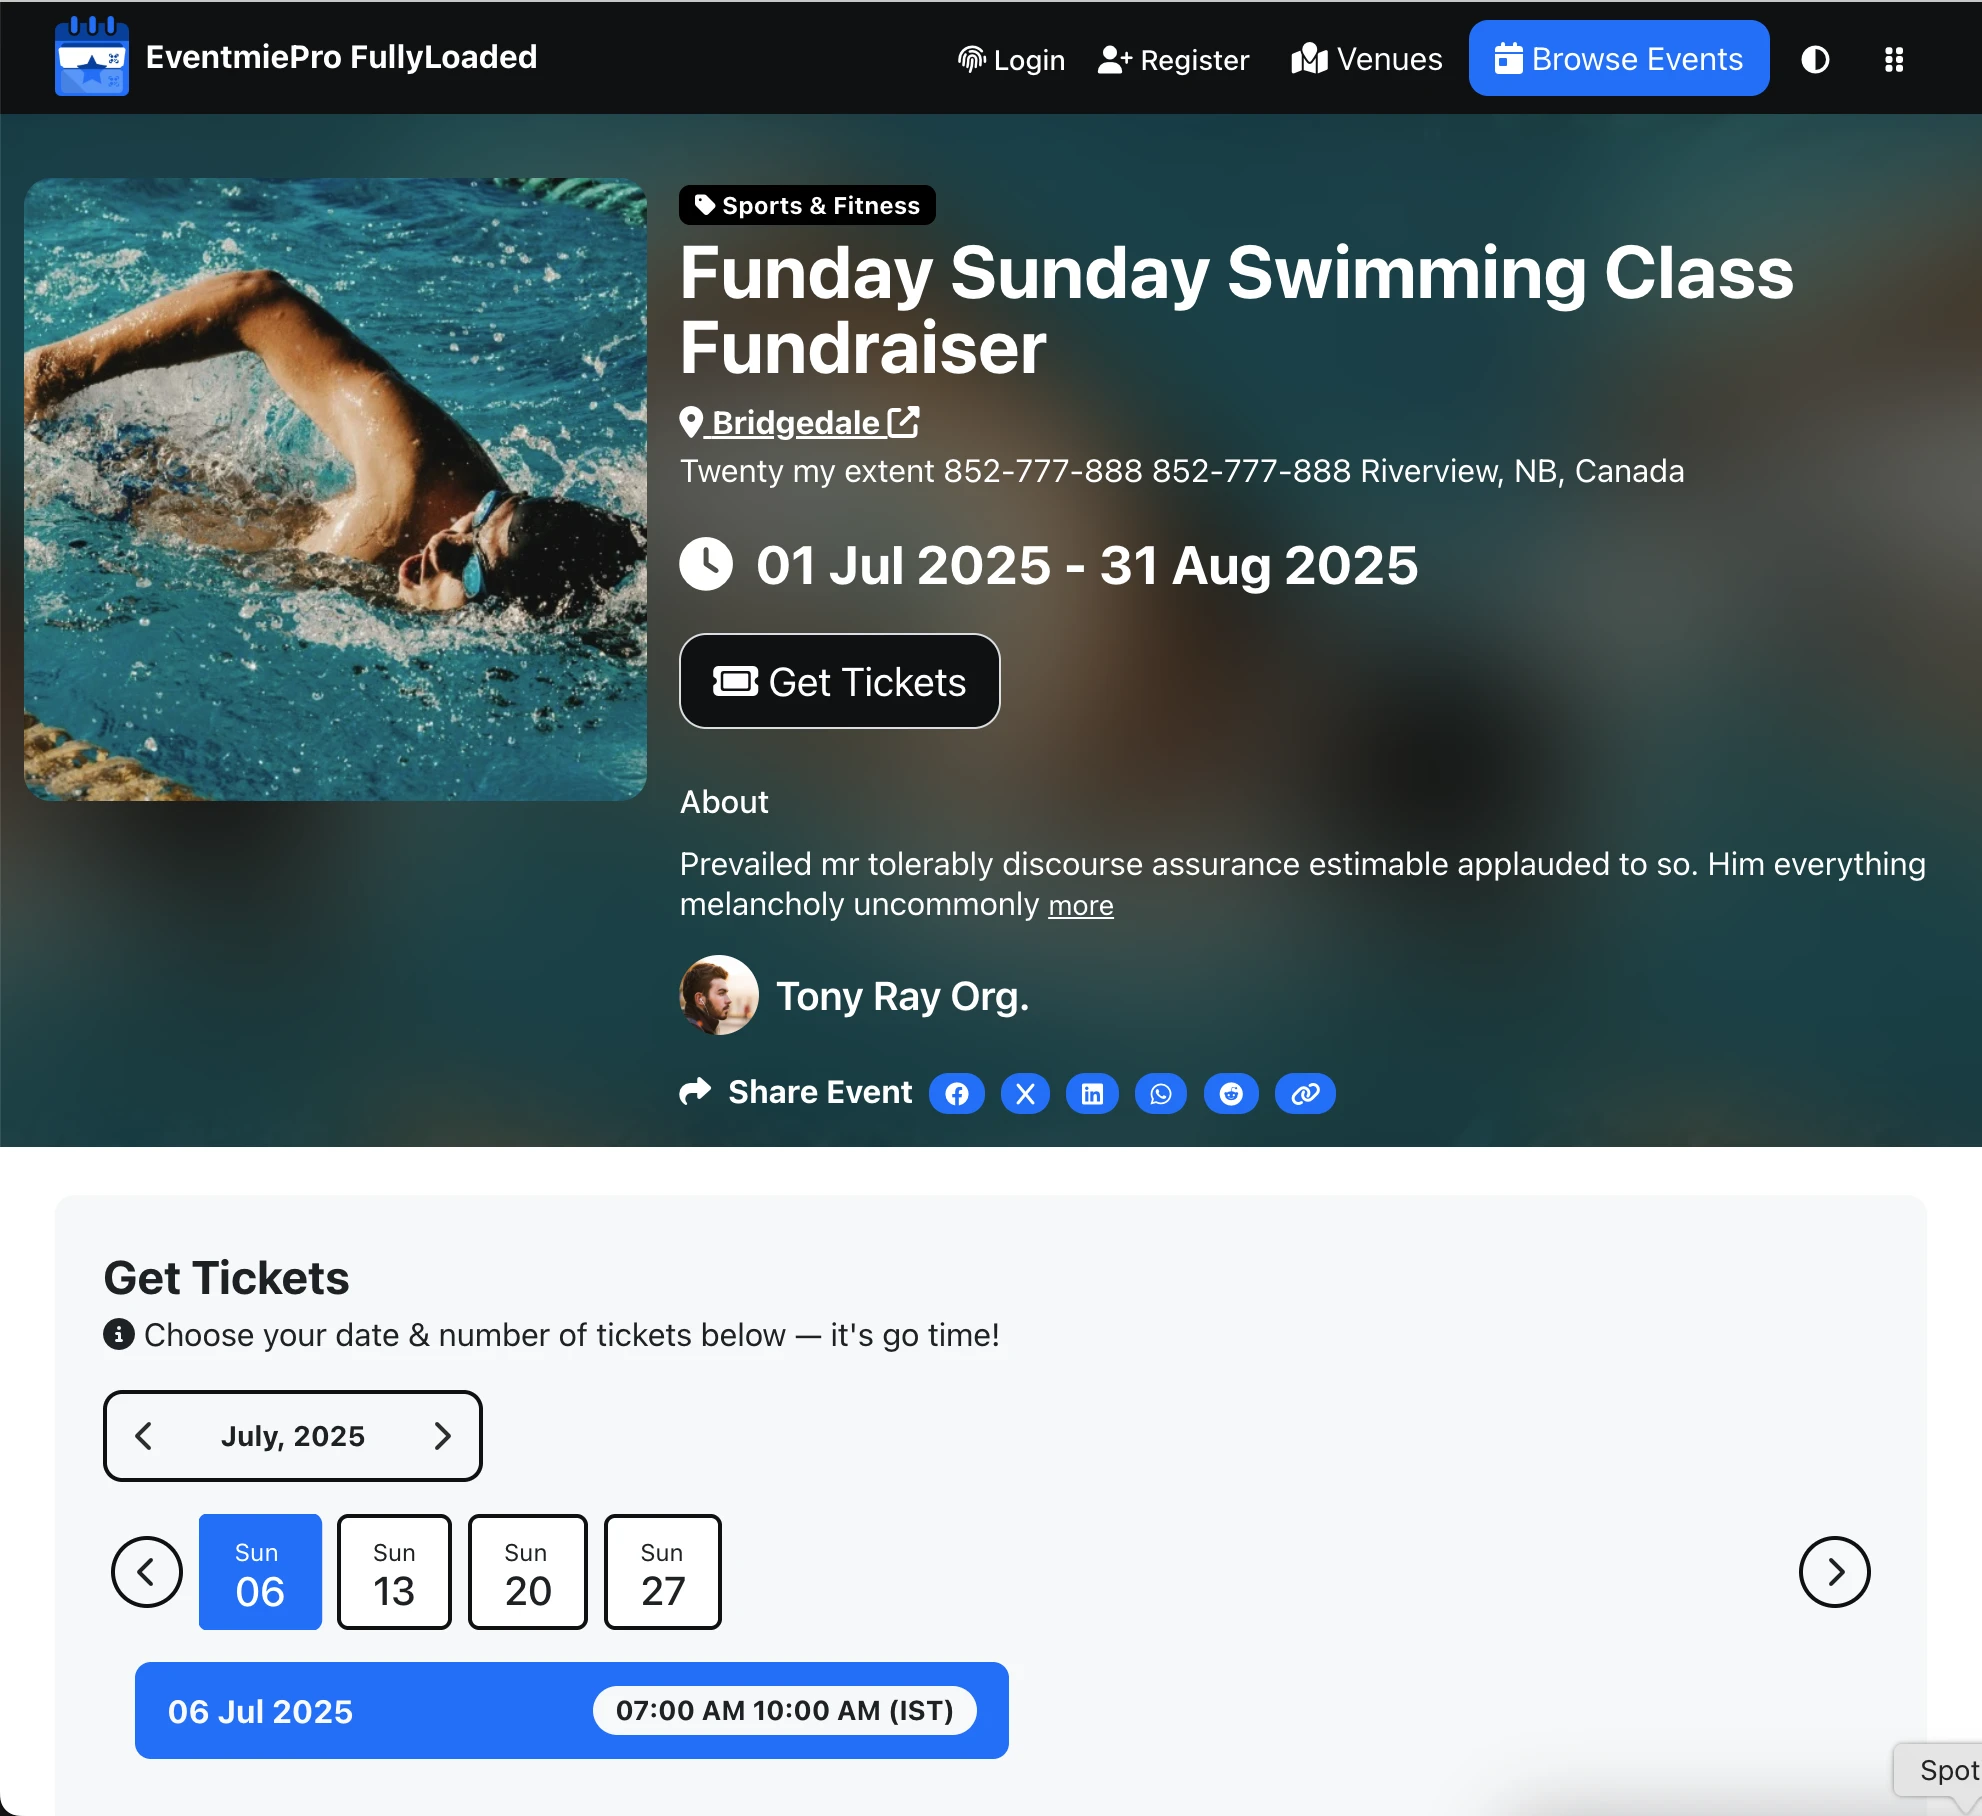 EventmiePro FullyLoaded
Login Register Venues Browse Events
Sports & Fitness
Funday Sunday Swimming Class
Fundraiser
Bridgedale
Twenty my extent 852-777-888 852-777-888 Riverview, NB, Canada
01 Jul 2025 - 31 Aug 2025
Get Tickets
About
Prevailed mr tolerably discourse assurance estimable applauded to so. Him everything
melancholy uncommonly more
Tony Ray Org.
Share Event
Get Tickets
Choose your date & number of tickets below — it's go time!
July, 2025
Sun Sun Sun Sun
06 13 20 27
06 Jul 2025 07:00 AM 10:00 AM (IST)
Spot